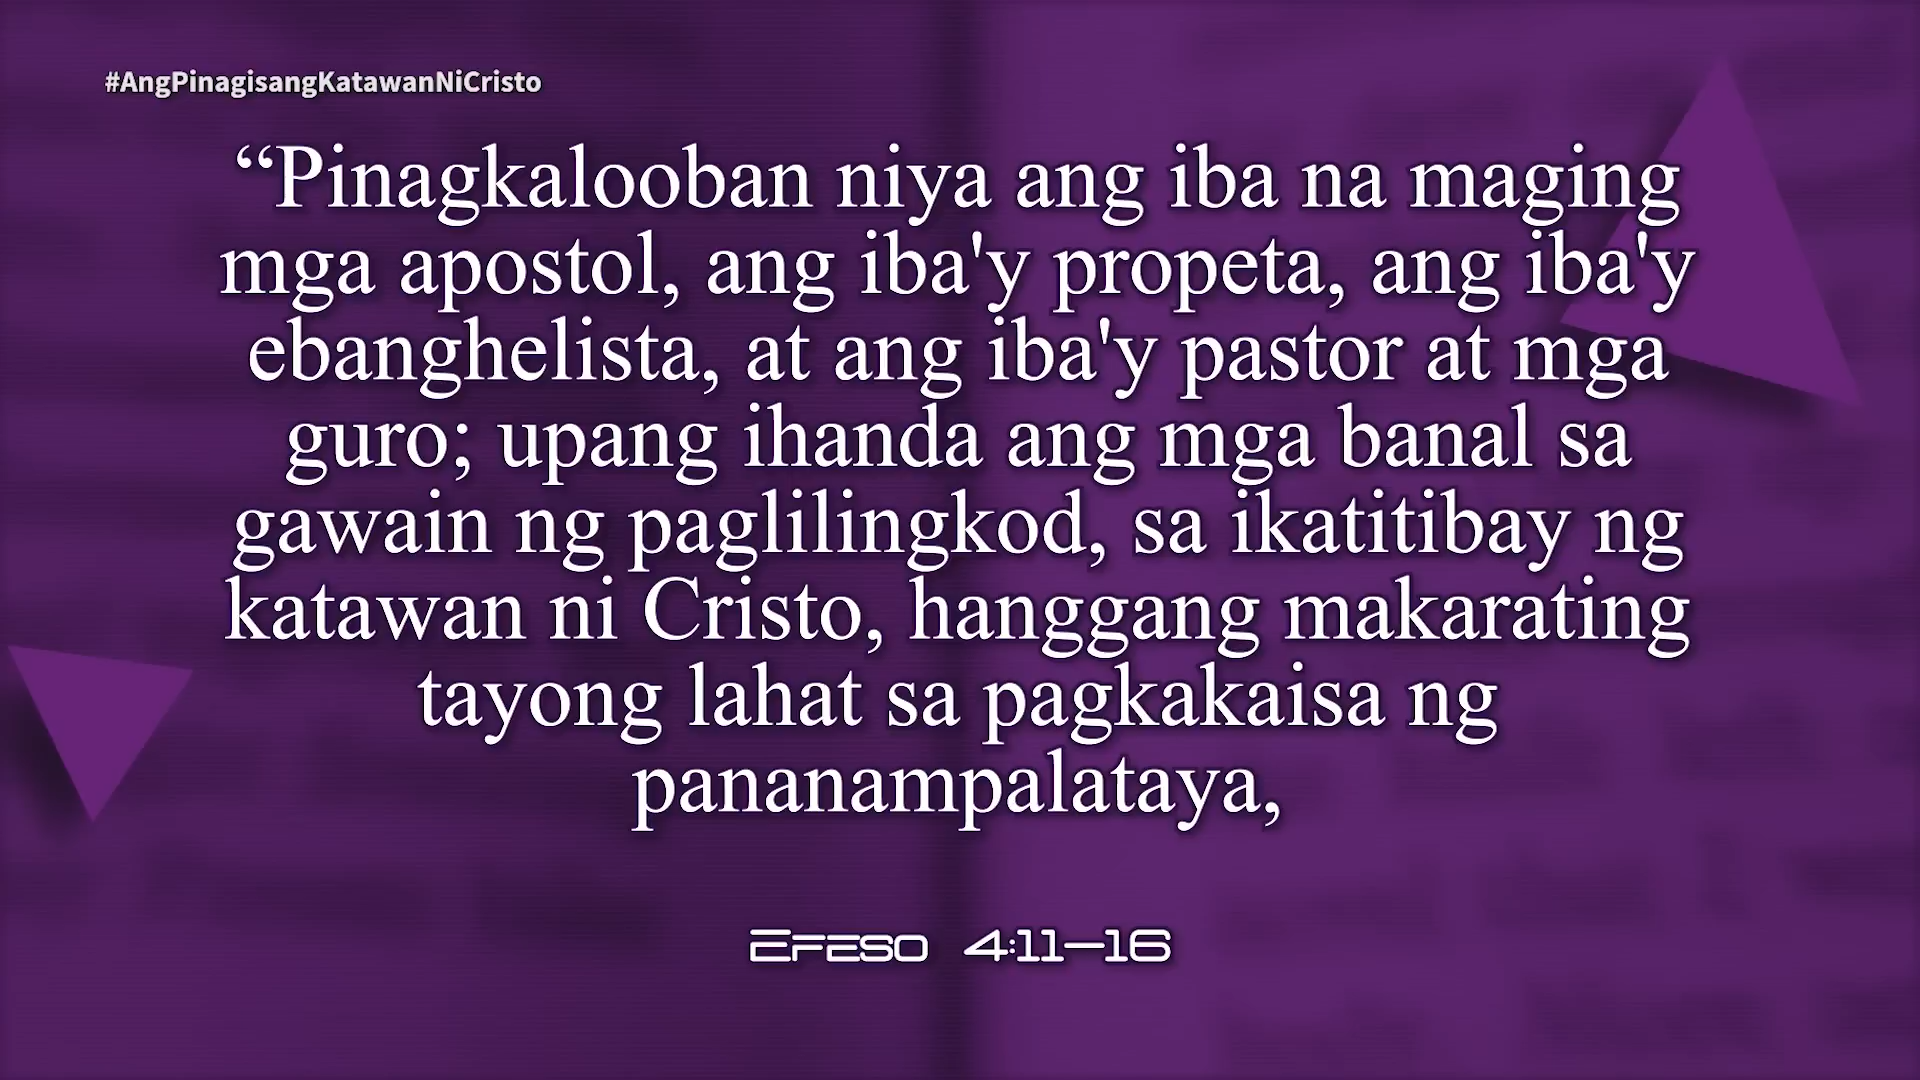 #AngPinagisangKatawanNiCristo
“Pinagkalooban niya ang iba na maging
mga apostol, ang iba'y propeta, ang iba'y
ebanghelista, at ang iba'y pastor at mga
guro; upang ihanda ang mga banal sa
gawain ng paglilingkod, sa ikatitibay ng
katawan ni Cristo, hanggang makarating
tayong lahat sa pagkakaisa ng
pananampalataya,
Efeso 4:11–16